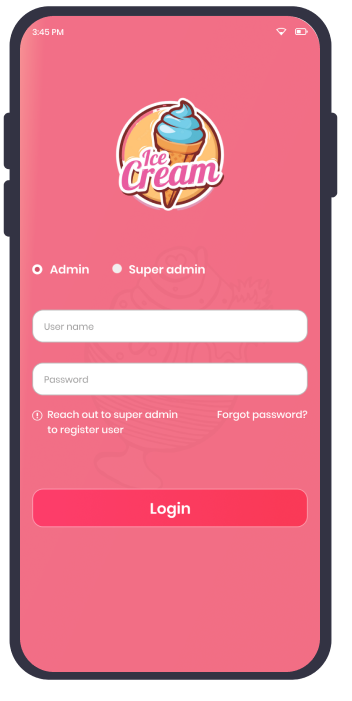 3:45 PM
Ice
Cream
Admin
Super admin
User name
Password
Reach out to super admin
to register user
Forgot password?
Login